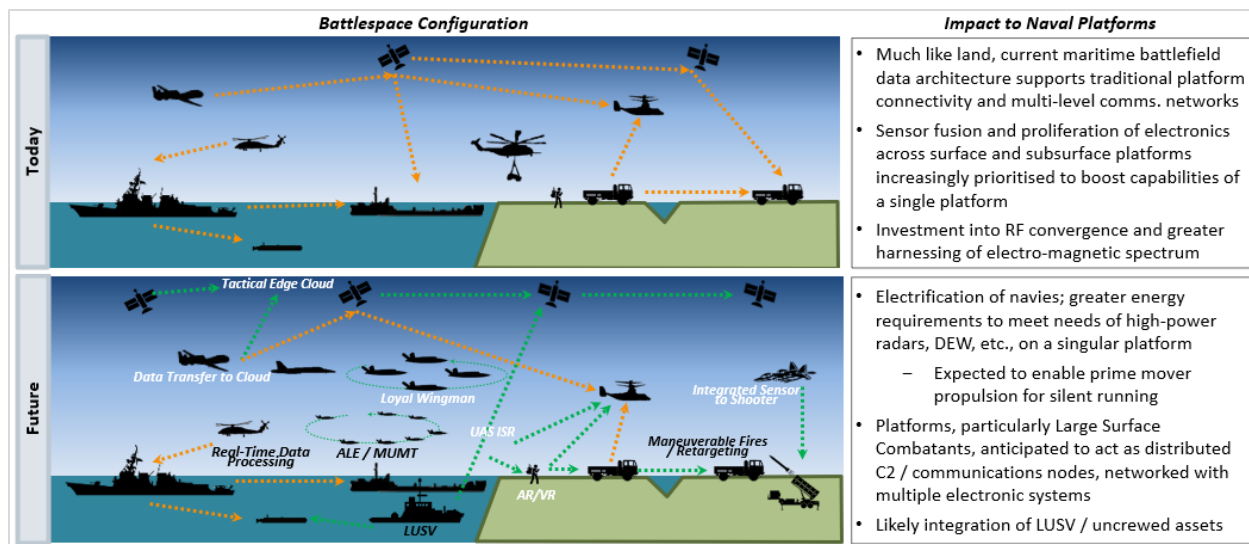 Battlespace Configuration
Impact to Naval Platforms
Today
• Much like land, current maritime battlefield
data architecture supports traditional platform
connectivity and multi-level comms. networks
• Sensor fusion and proliferation of electronics
across surface and subsurface platforms
increasingly prioritised to boost capabilities of
a single platform
• Investment into RF convergence and greater
harnessing of electro-magnetic spectrum
Future
Tactical Edge Cloud
Data Transfer to Cloud
Loyal Wingman
Integrated Sensor
to Shooter
UAS ISR
Real-Time Data
Processing
ALE / MUMT
Maneuverable Fires
/ Retargeting
AR/VR
LUSV
• Electrification of navies; greater energy
requirements to meet needs of high-power
radars, DEW, etc., on a singular platform
– Expected to enable prime mover
propulsion for silent running
• Platforms, particularly Large Surface
Combatants, anticipated to act as distributed
C2 / communications nodes, networked with
multiple electronic systems
• Likely integration of LUSV / uncrewed assets